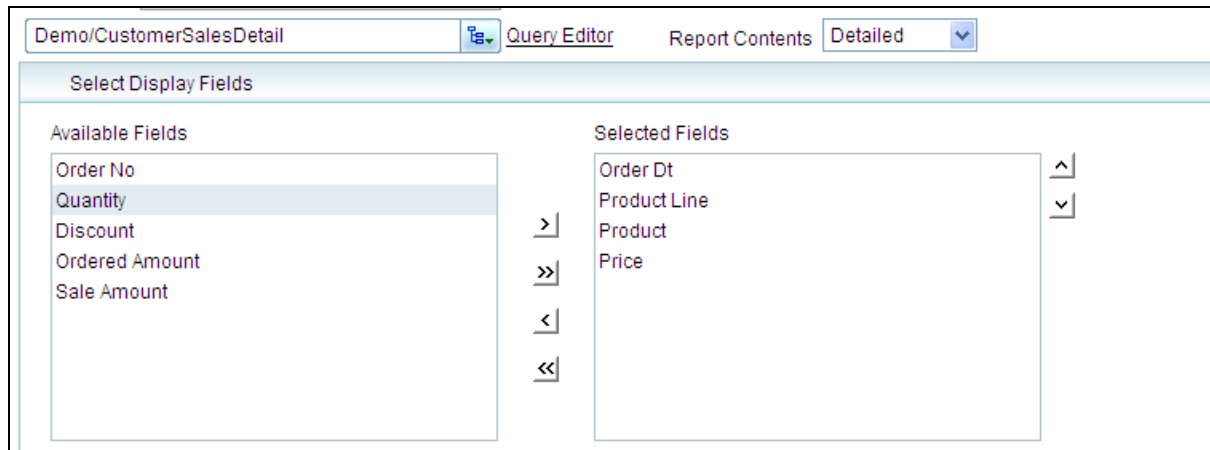 Demo/CustomerSalesDetail Query Editor Report Contents Detailed
Select Display Fields
Available Fields Selected Fields
Order No Order Dt
Quantity Product Line
Discount Product
Ordered Amount Price
Sale Amount
>
>>
<
<<